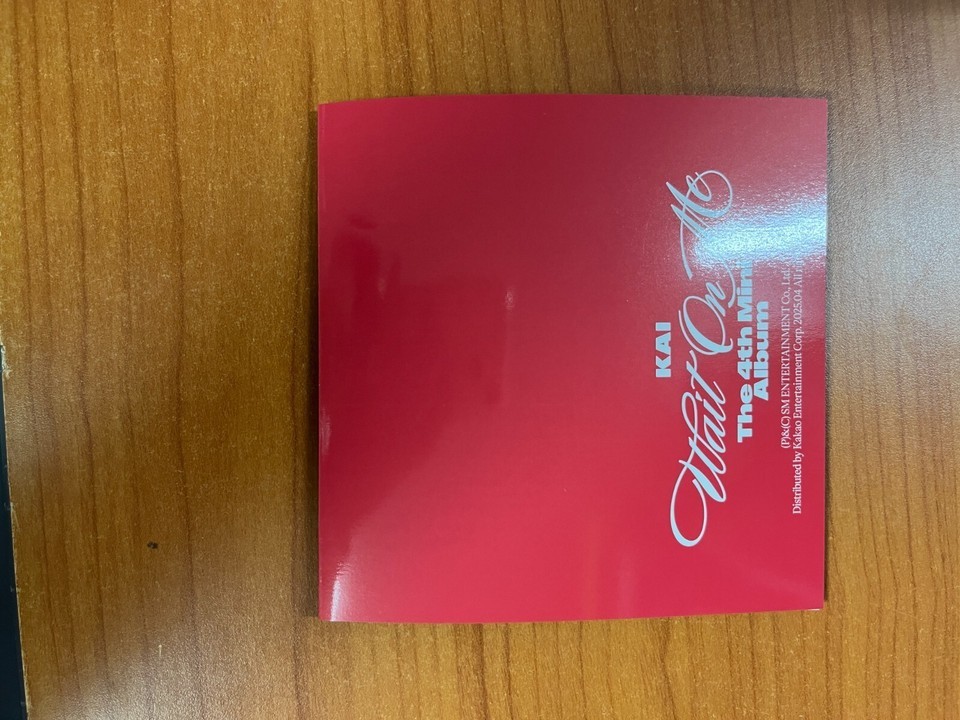 KAI
Wait On Me
The 4th Mini
Album
(P)&(C) SM ENTERTAINMENT Co., Ltd.
Distributed by Kakao Entertainment Corp. 2025.04 All